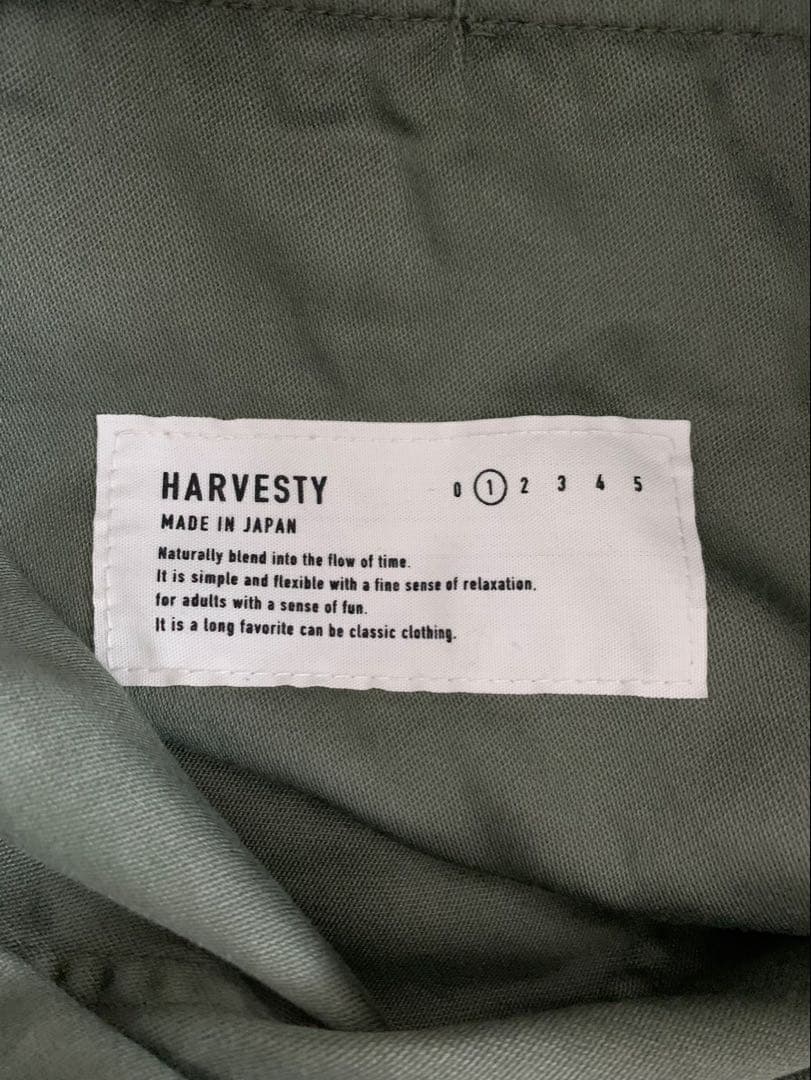 HARVESTY 0 1 2 3 4 5
MADE IN JAPAN
Naturally blend into the flow of time.
It is simple and flexible with a fine sense of relaxation.
for adults with a sense of fun.
It is a long favorite can be classic clothing.